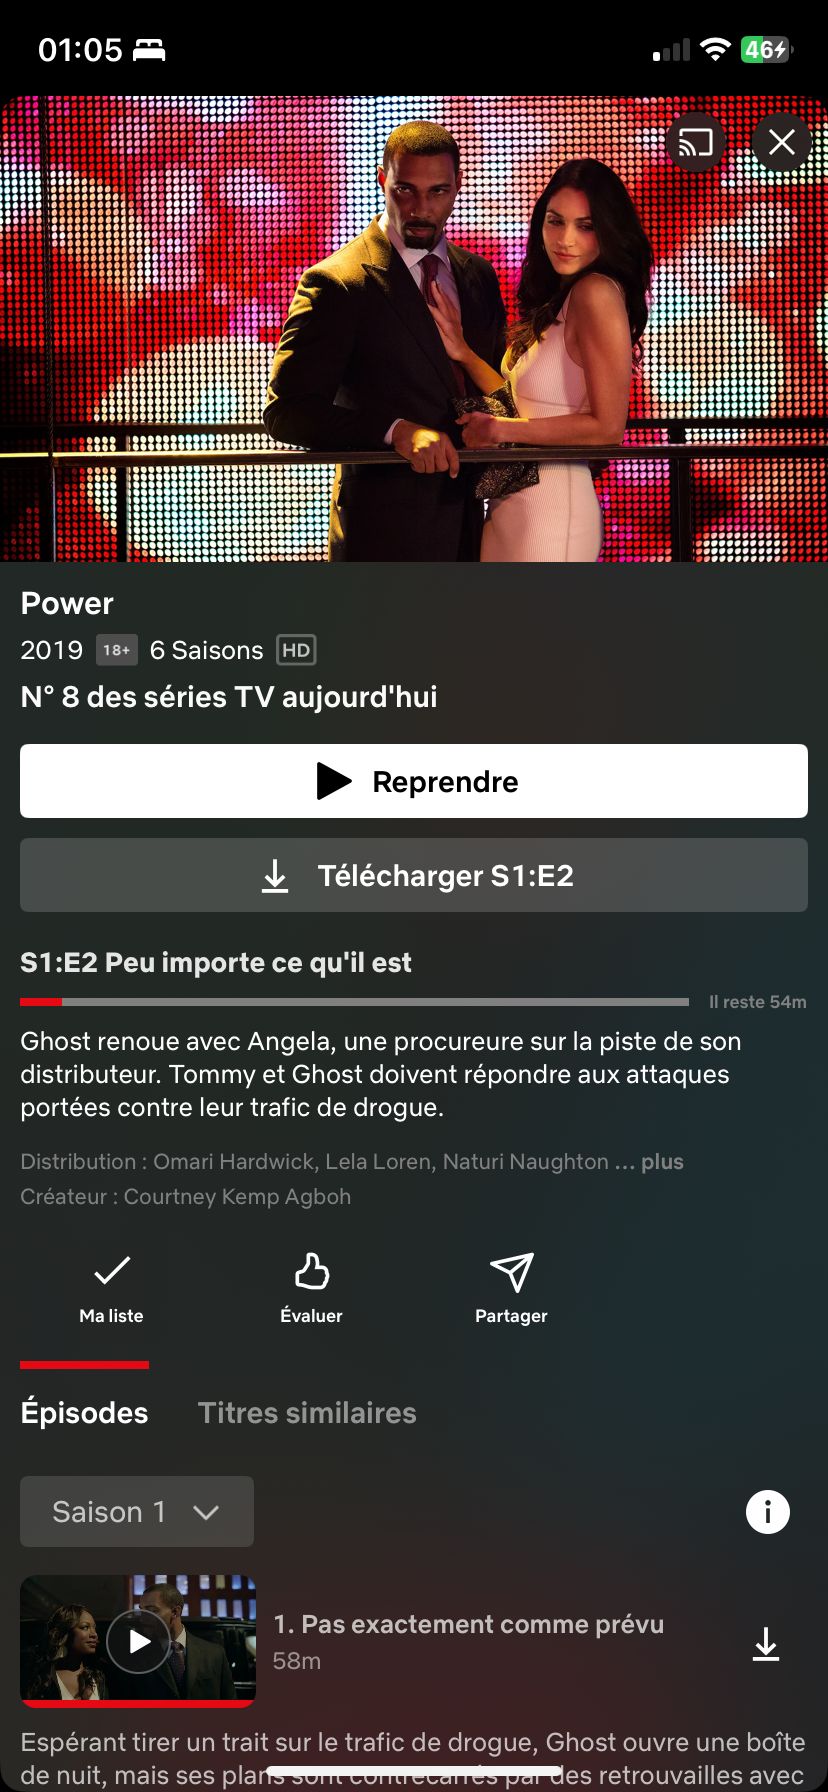 01:05
46
Power
2019 18+ 6 Saisons HD
N° 8 des séries TV aujourd'hui
Reprendre
Télécharger S1:E2
S1:E2 Peu importe ce qu'il est
Il reste 54m
Ghost renoue avec Angela, une procureure sur la piste de son
distributeur. Tommy et Ghost doivent répondre aux attaques
portées contre leur trafic de drogue.
Distribution : Omari Hardwick, Lela Loren, Naturi Naughton ... plus
Créateur : Courtney Kemp Agboh
Ma liste
Évaluer
Partager
Épisodes
Titres similaires
Saison 1
i
1. Pas exactement comme prévu
58m
Espérant tirer un trait sur le trafic de drogue, Ghost ouvre une boîte
de nuit, mais ses plans sont contrecarrés par des retrouvailles avec